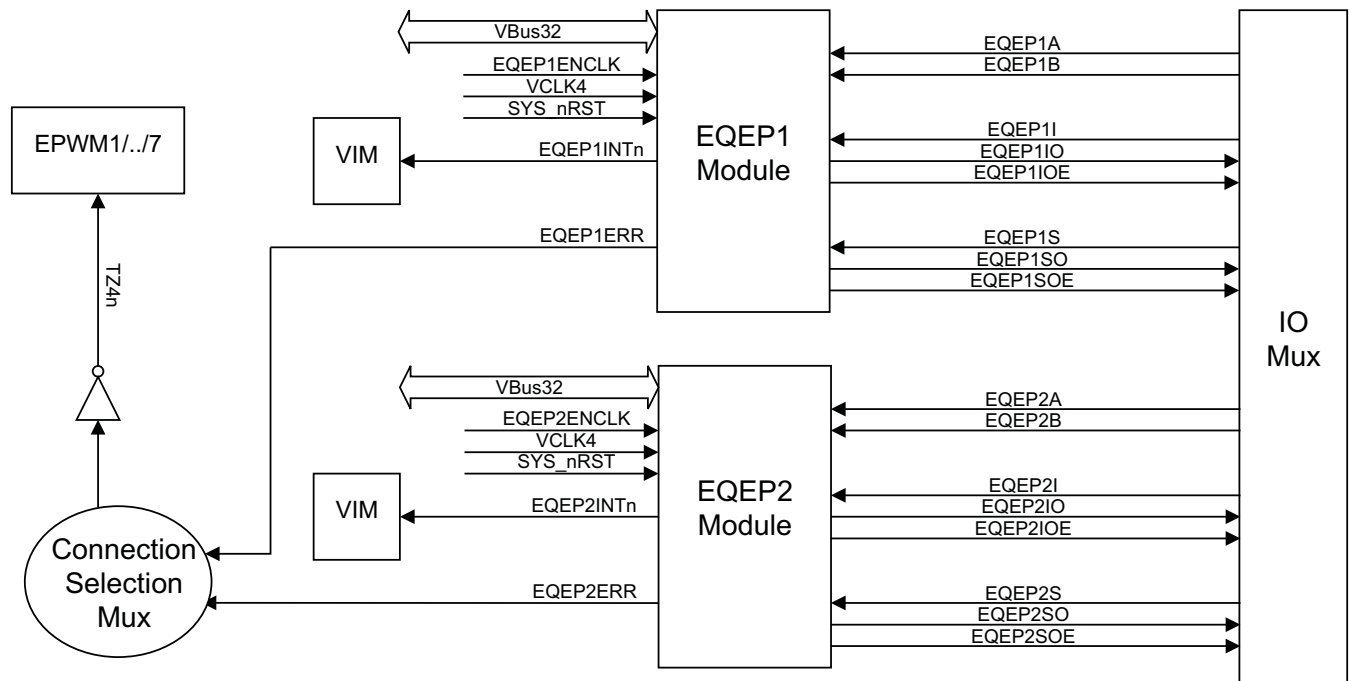 VBus32
EQEP1ENCLK
VCLK4
SYS_nRST
EPWM1/../7
VIM
EQEP1INTn
EQEP1
Module
EQEP1A
EQEP1B
EQEP1I
EQEP1IO
EQEP1IOE
EQEP1ERR
EQEP1S
EQEP1SO
EQEP1SOE
TZ4n
IO
Mux
VBus32
EQEP2ENCLK
VCLK4
SYS_nRST
VIM
EQEP2INTn
EQEP2
Module
EQEP2A
EQEP2B
EQEP2I
EQEP2IO
EQEP2IOE
Connection
Selection
Mux
EQEP2ERR
EQEP2S
EQEP2SO
EQEP2SOE